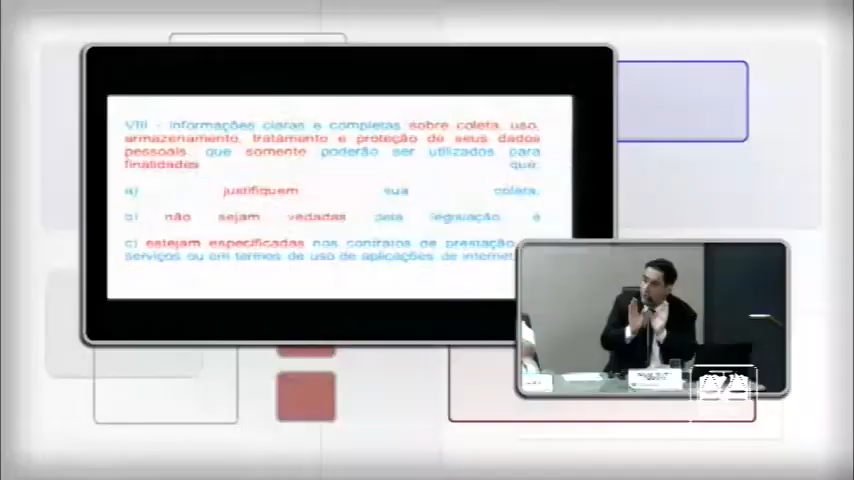 VIII - informações claras e completas sobre coleta, uso,
armazenamento, tratamento e proteção de seus dados
pessoais, que somente poderão ser utilizados para
finalidades que:
a) justifiquem sua coleta;
b) não sejam vedadas pela legislação; e
c) estejam especificadas nos contratos de prestação
serviços ou em termos de uso de aplicações de internet.